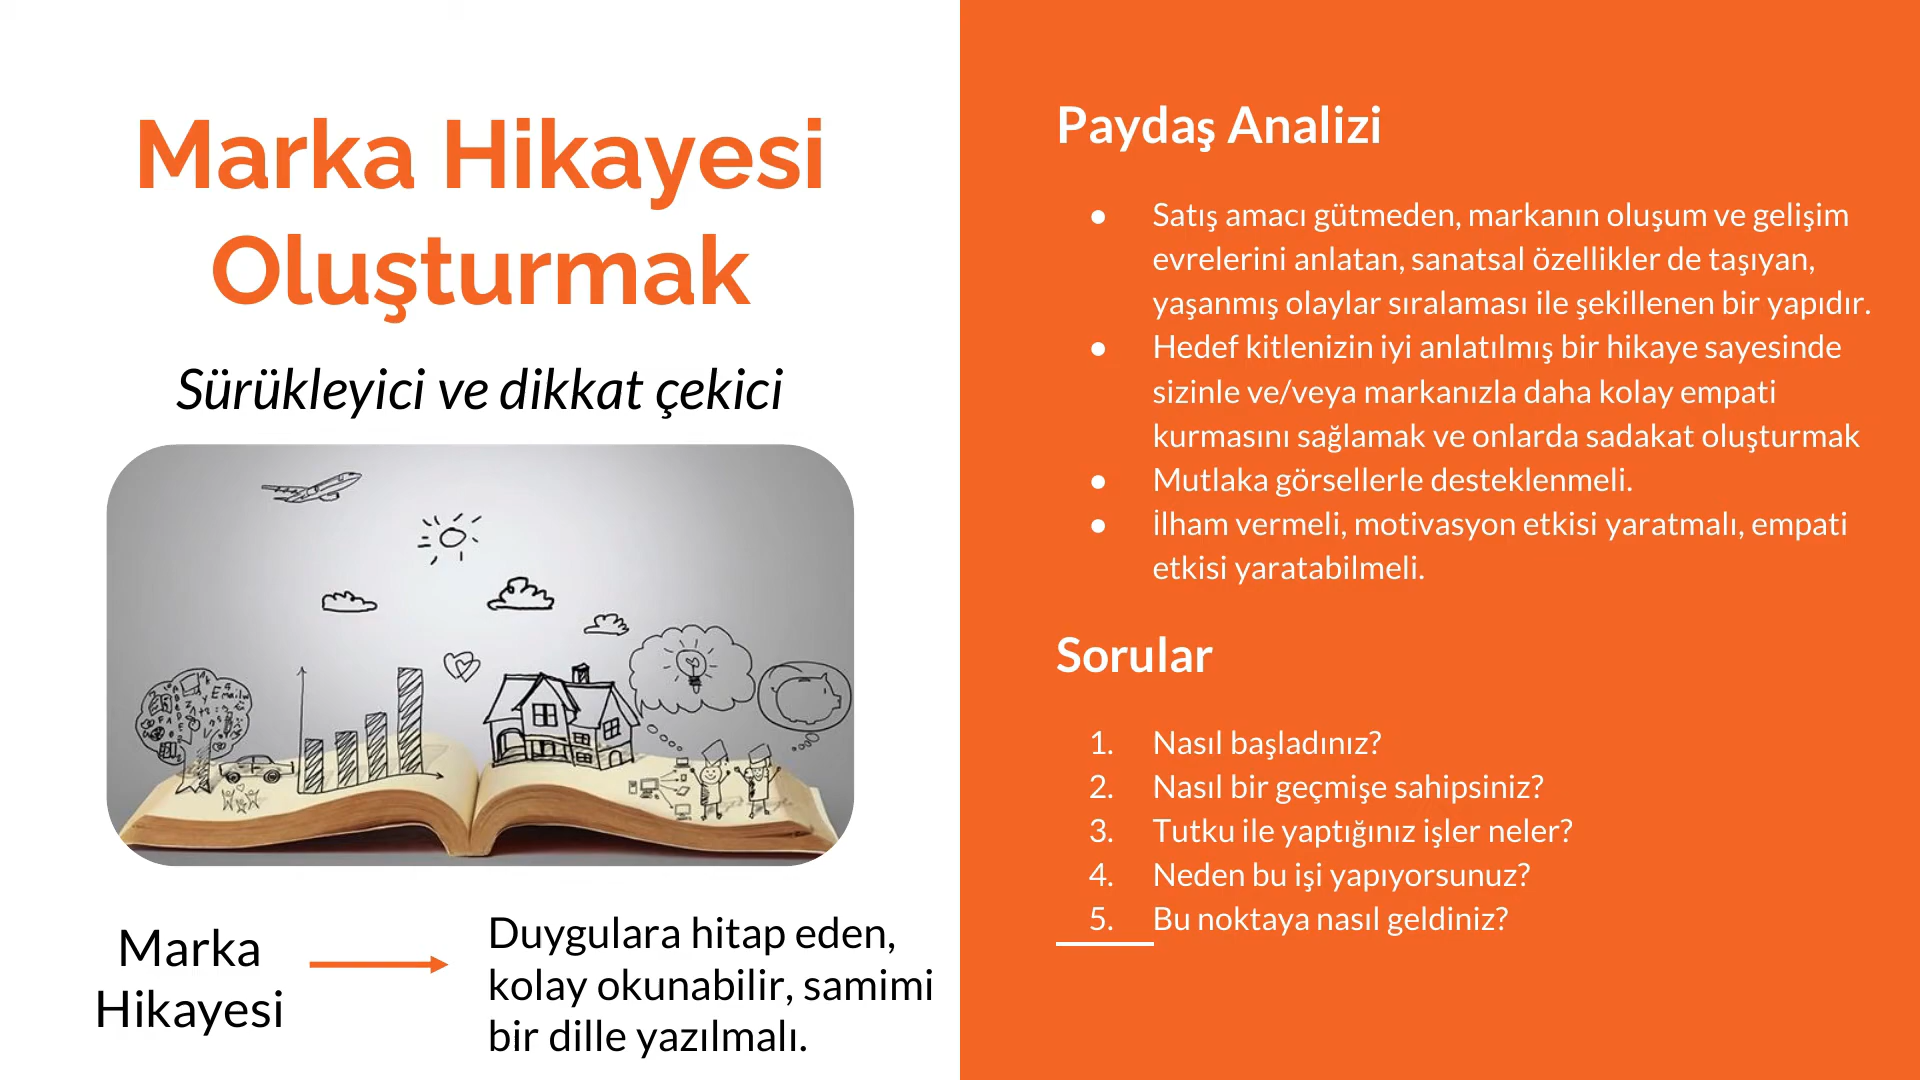 Marka Hikayesi
Oluşturmak
Sürükleyici ve dikkat çekici
Marka
Hikayesi
Duygulara hitap eden,
kolay okunabilir, samimi
bir dille yazılmalı.
Paydaş Analizi
● Satış amacı gütmeden, markanın oluşum ve gelişim
evrelerini anlatan, sanatsal özellikler de taşıyan,
yaşanmış olaylar sıralaması ile şekillenen bir yapıdır.
● Hedef kitlenizin iyi anlatılmış bir hikaye sayesinde
sizinle ve/veya markanızla daha kolay empati
kurmasını sağlamak ve onlarda sadakat oluşturmak
● Mutlaka görsellerle desteklenmeli.
● İlham vermeli, motivasyon etkisi yaratmalı, empati
etkisi yaratabilmeli.
Sorular
1. Nasıl başladınız?
2. Nasıl bir geçmişe sahipsiniz?
3. Tutku ile yaptığınız işler neler?
4. Neden bu işi yapıyorsunuz?
5. Bu noktaya nasıl geldiniz?